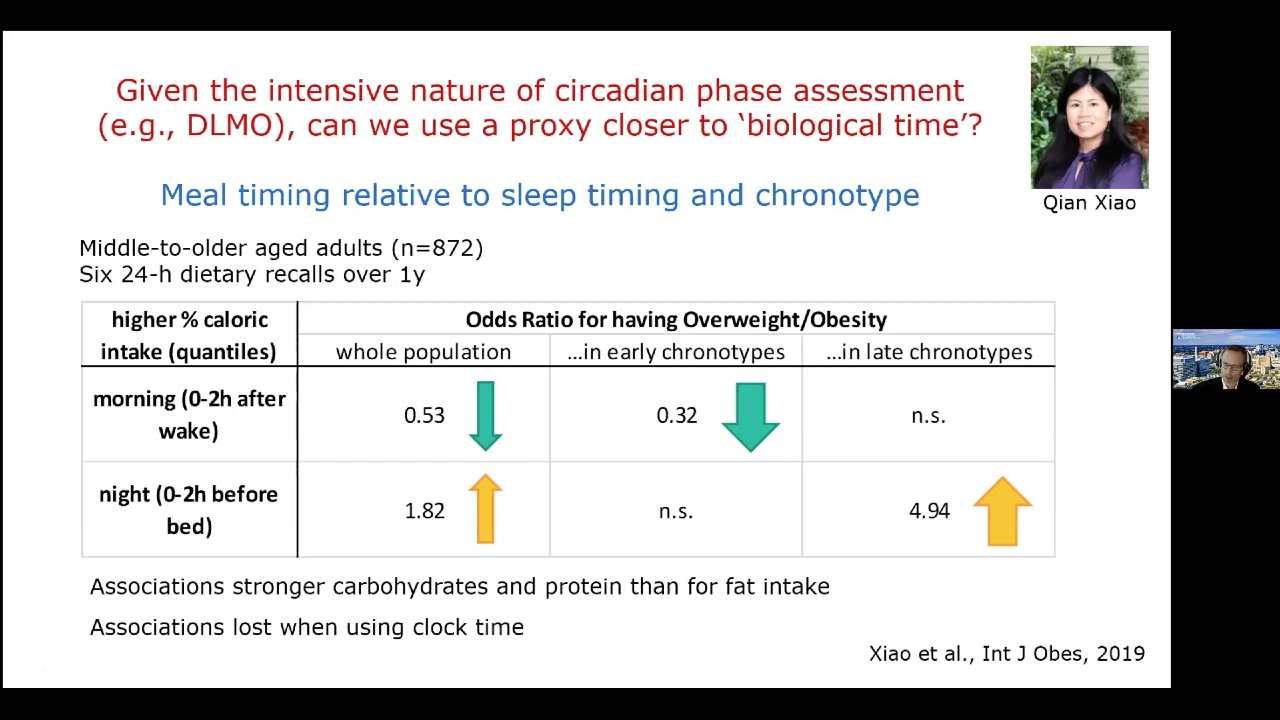 Given the intensive nature of circadian phase assessment
(e.g., DLMO), can we use a proxy closer to ‘biological time’?
Qian Xiao
Meal timing relative to sleep timing and chronotype
Middle-to-older aged adults (n=872)
Six 24-h dietary recalls over 1y
higher % caloric
intake (quantiles)
Odds Ratio for having Overweight/Obesity
whole population
...in early chronotypes
...in late chronotypes
morning (0-2h after
wake)
0.53
0.32
n.s.
night (0-2h before
bed)
1.82
n.s.
4.94
Associations stronger carbohydrates and protein than for fat intake
Associations lost when using clock time
Xiao et al., Int J Obes, 2019